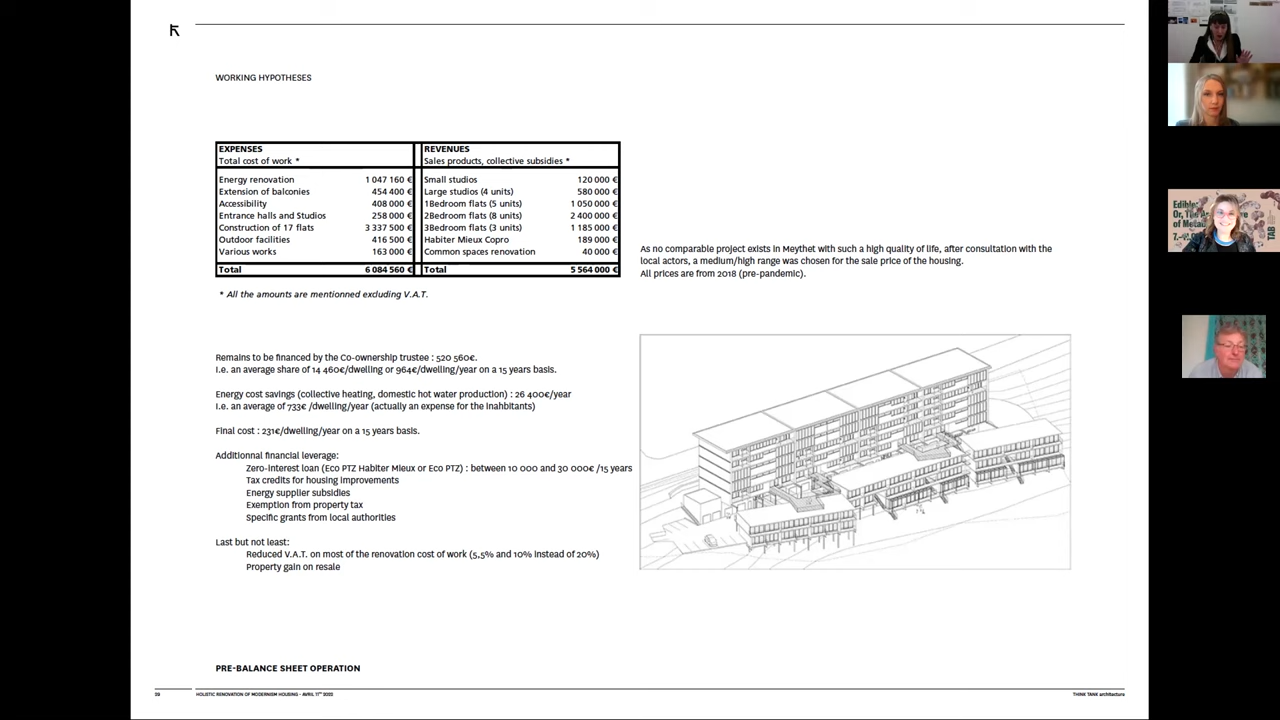 WORKING HYPOTHESES
EXPENSES
Total cost of work *
REVENUES
Sales products, collective subsidies *
Energy renovation 1 047 160 €
Small studios 120 000 €
Extension of balconies 454 400 €
Large studios (4 units) 580 000 €
Accessibility 408 000 €
1Bedroom flats (5 units) 1 050 000 €
Entrance halls and Studios 258 000 €
2Bedroom flats (8 units) 2 400 000 €
Construction of 17 flats 3 337 500 €
3Bedroom flats (3 units) 1 185 000 €
Outdoor facilities 416 500 €
Habiter Mieux Copro 189 000 €
Various works 163 000 €
Common spaces renovation 40 000 €
Total 6 084 560 €
Total 5 564 000 €
* All the amounts are mentionned excluding V.A.T.
As no comparable project exists in Meythet with such a high quality of life, after consultation with the
local actors, a medium/high range was chosen for the sale price of the housing.
All prices are from 2018 (pre-pandemic).
Remains to be financed by the Co-ownership trustee : 520 560€.
I.e. an average share of 14 460€/dwelling or 964€/dwelling/year on a 15 years basis.
Energy cost savings (collective heating, domestic hot water production) : 26 400€/year
I.e. an average of 733€ /dwelling/year (actually an expense for the inahbitants)
Final cost : 231€/dwelling/year on a 15 years basis.
Additionnal financial leverage:
Zero-interest loan (Eco PTZ Habiter Mieux or Eco PTZ) : between 10 000 and 30 000€ /15 years
Tax credits for housing improvements
Energy supplier subsidies
Exemption from property tax
Specific grants from local authorities
Last but not least:
Reduced V.A.T. on most of the renovation cost of work (5,5% and 10% instead of 20%)
Property gain on resale
PRE-BALANCE SHEET OPERATION
HOLISTIC RENOVATION OF MODERNISM HOUSING - AVRIL 17TH 2022
THINK TANK architecture
Edible
TAB